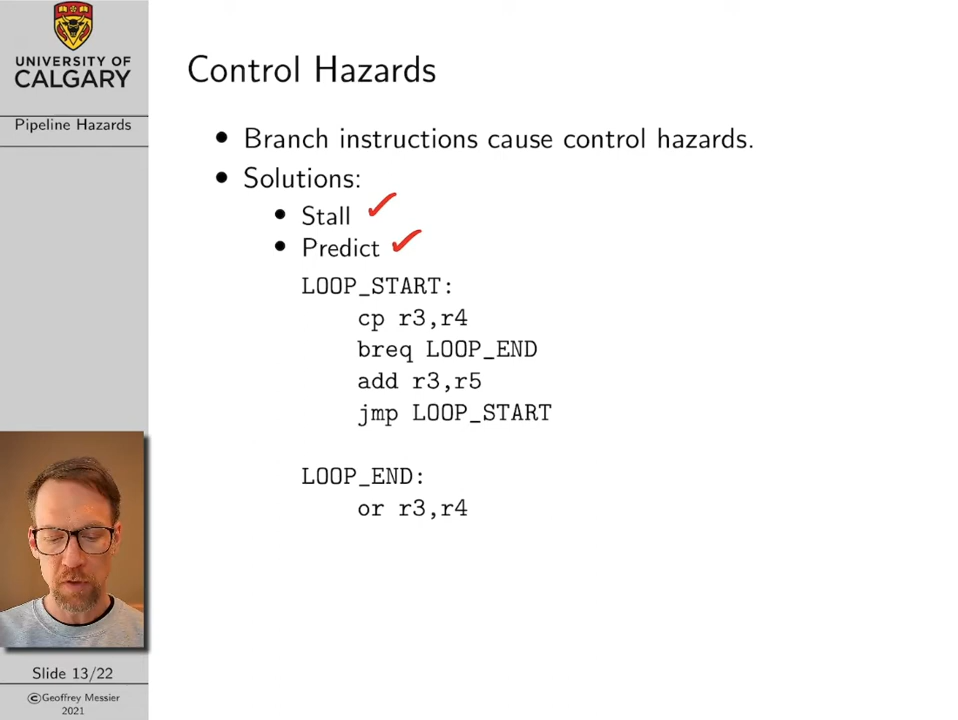 UNIVERSITY OF
CALGARY
Pipeline Hazards
Control Hazards
• Branch instructions cause control hazards.
• Solutions:
• Stall ✓
• Predict ✓
LOOP_START:
cp r3,r4
breq LOOP_END
add r3,r5
jmp LOOP_START
LOOP_END:
or r3,r4
Slide 13/22
©Geoffrey Messier
2021